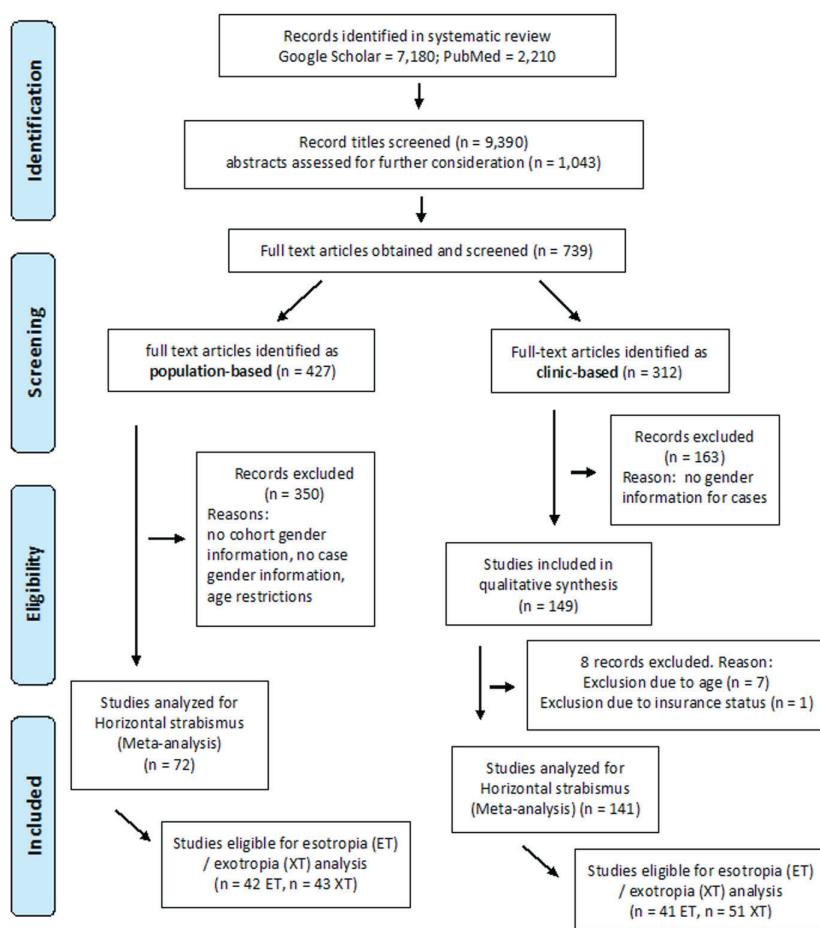 Identification
Records identified in systematic review
Google Scholar = 7,180; PubMed = 2,210
Record titles screened (n = 9,390)
abstracts assessed for further consideration (n = 1,043)
Screening
Full text articles obtained and screened (n = 739)
full text articles identified as
population-based (n = 427)
Full-text articles identified as
clinic-based (n = 312)
Records excluded
(n = 163)
Reason: no gender
information for cases
Eligibility
Records excluded
(n = 350)
Reasons:
no cohort gender
information, no case
gender information,
age restrictions
Studies included in
qualitative synthesis
(n = 149)
8 records excluded. Reason:
Exclusion due to age (n = 7)
Exclusion due to insurance status (n = 1)
Included
Studies analyzed for
Horizontal strabismus
(Meta-analysis)
n = 72
Studies analyzed for
Horizontal strabismus
(Meta-analysis) n = 141
Studies eligible for esotropia (ET)
/ exotropia (XT) analysis
(n = 42 ET, n = 43 XT)
Studies eligible for esotropia (ET)
/ exotropia (XT) analysis
(n = 41 ET, n = 51 XT)